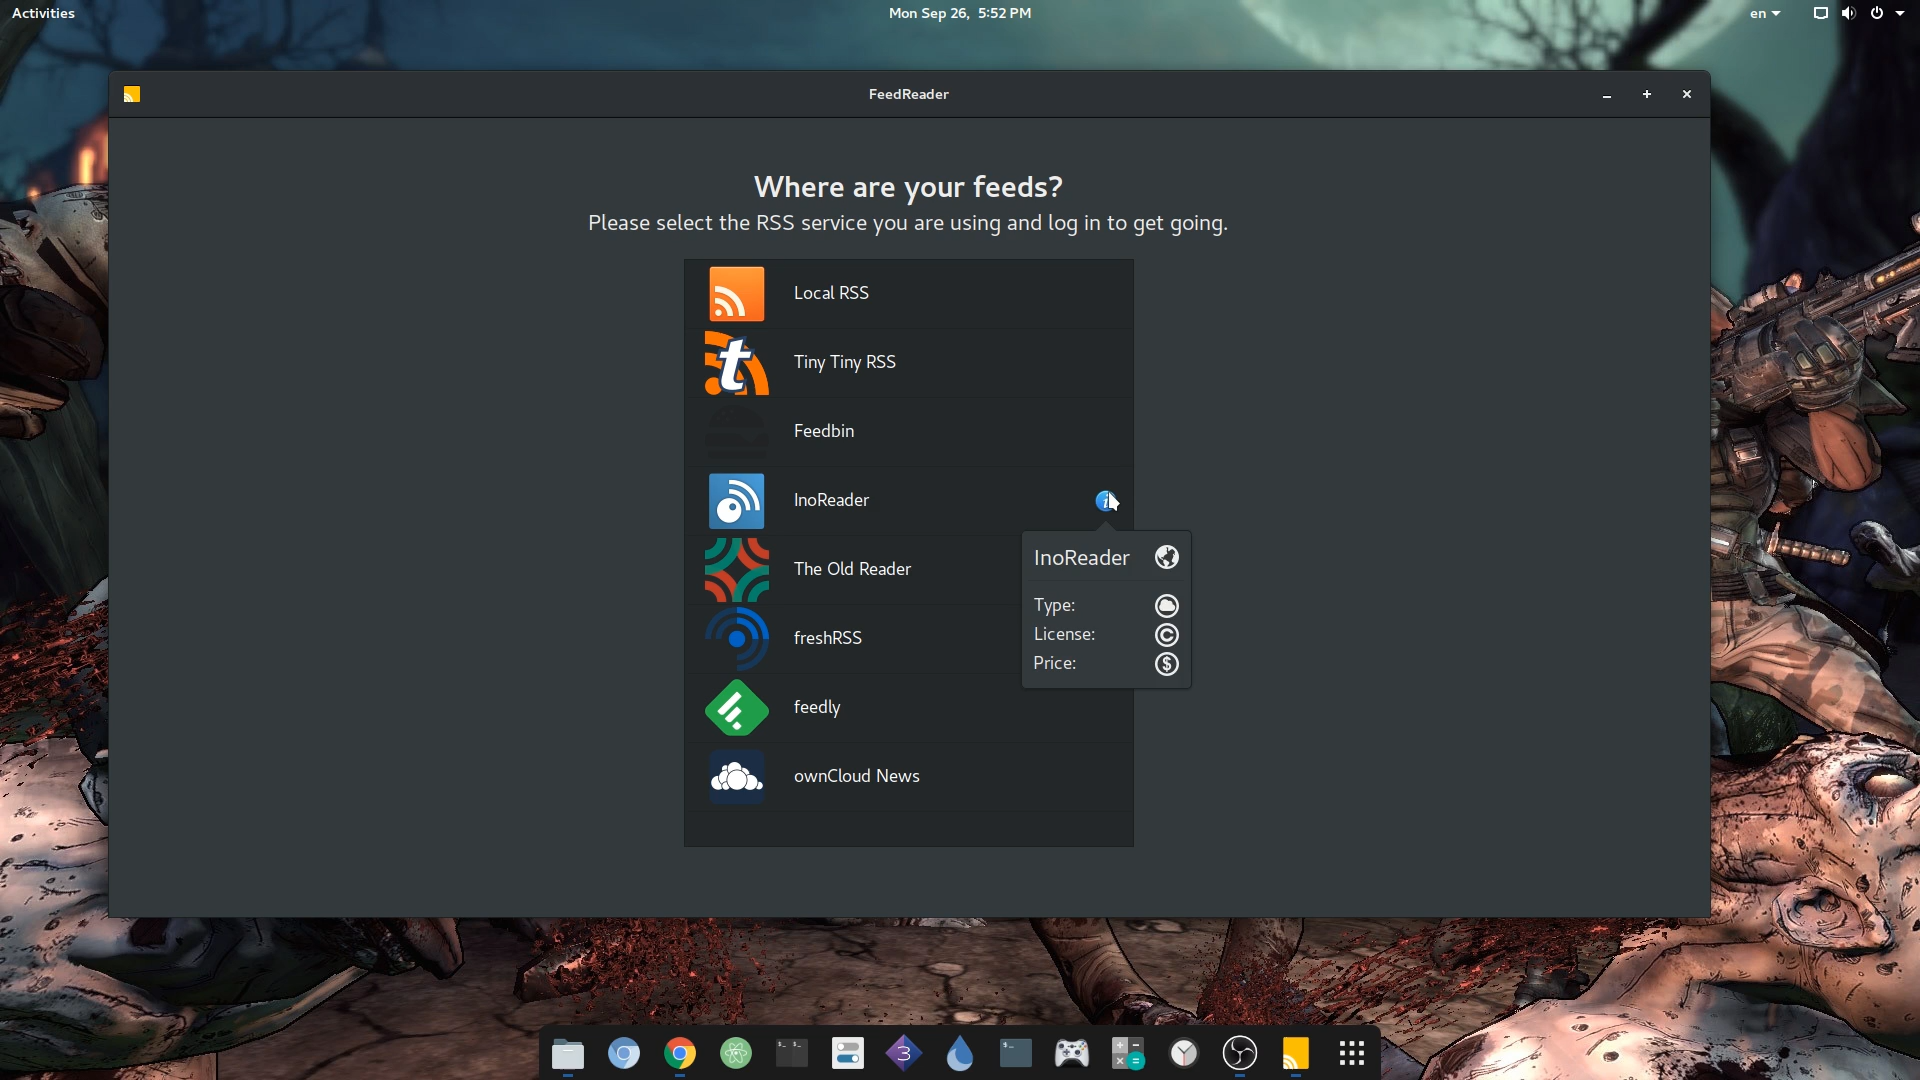 Activities
Mon Sep 26, 5:52 PM
en
FeedReader
Where are your feeds?
Please select the RSS service you are using and log in to get going.
Local RSS
Tiny Tiny RSS
Feedbin
InoReader
The Old Reader
freshRSS
feedly
ownCloud News
InoReader
Type:
License:
Price: